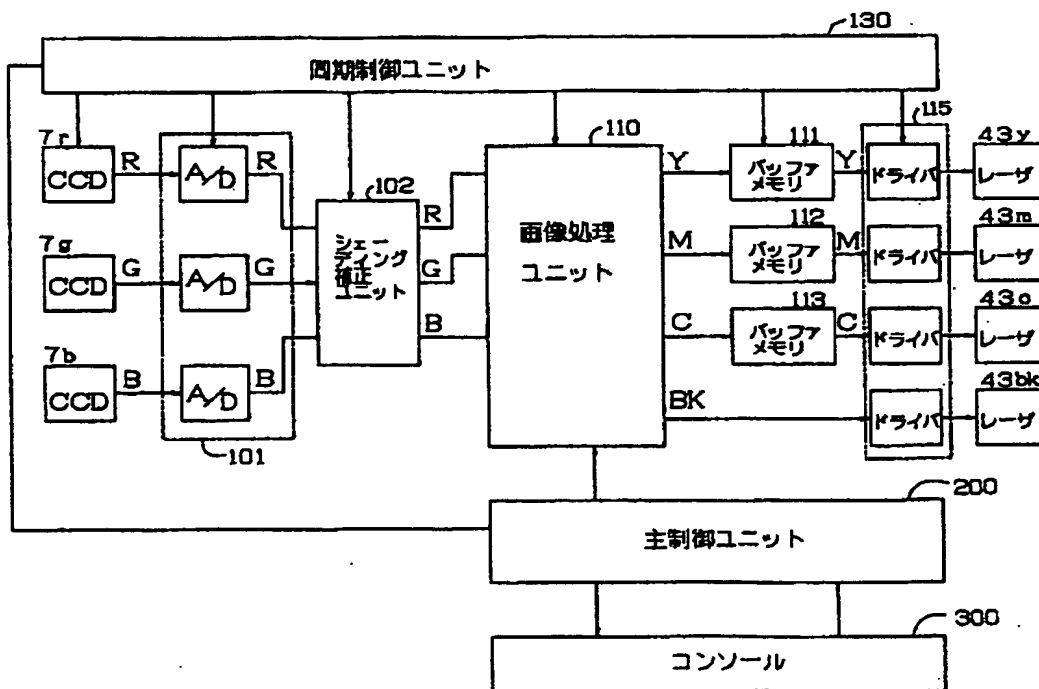 130
同期制御ユニット
115
7r
CCD
R
A/D
R
102
R
110
Y
111
バッファ
メモリ
Y
ドライバ
43y
レーザ
7g
CCD
G
A/D
G
シェー
ディング
補正
ユニット
G
画像処理
ユニット
M
112
バッファ
メモリ
M
ドライバ
43m
レーザ
7b
CCD
B
A/D
B
B
C
113
バッファ
メモリ
C
ドライバ
43c
レーザ
101
BK
ドライバ
43bk
レーザ
200
主制御ユニット
300
コンソール